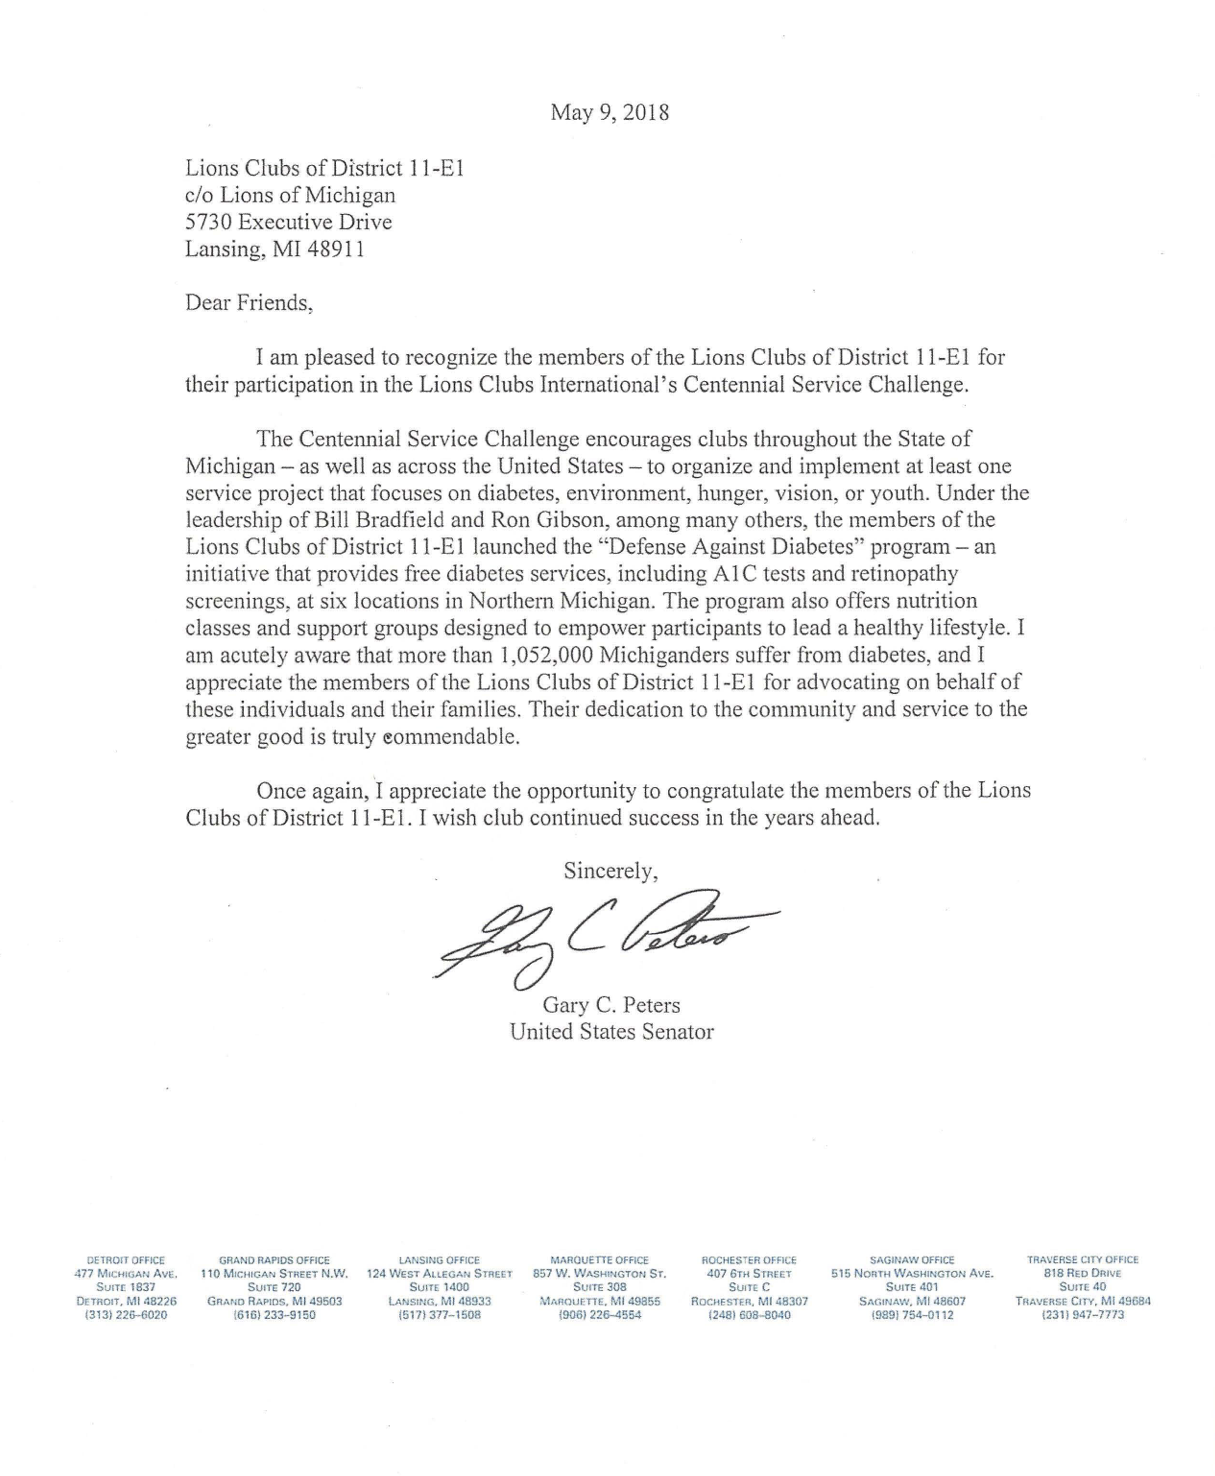 May 9, 2018
Lions Clubs of District 11-E1
c/o Lions of Michigan
5730 Executive Drive
Lansing, MI 48911
Dear Friends,
I am pleased to recognize the members of the Lions Clubs of District 11-E1 for
their participation in the Lions Clubs International's Centennial Service Challenge.
The Centennial Service Challenge encourages clubs throughout the State of
Michigan – as well as across the United States – to organize and implement at least one
service project that focuses on diabetes, environment, hunger, vision, or youth. Under the
leadership of Bill Bradfield and Ron Gibson, among many others, the members of the
Lions Clubs of District 11-E1 launched the “Defense Against Diabetes” program – an
initiative that provides free diabetes services, including A1C tests and retinopathy
screenings, at six locations in Northern Michigan. The program also offers nutrition
classes and support groups designed to empower participants to lead a healthy lifestyle. I
am acutely aware that more than 1,052,000 Michiganders suffer from diabetes, and I
appreciate the members of the Lions Clubs of District 11-E1 for advocating on behalf of
these individuals and their families. Their dedication to the community and service to the
greater good is truly commendable.
Once again, I appreciate the opportunity to congratulate the members of the Lions
Clubs of District 11-E1. I wish club continued success in the years ahead.
Sincerely,
Gary C Peters
Gary C. Peters
United States Senator
DETROIT OFFICE
477 MICHIGAN AVE.
SUITE 1837
DETROIT, MI 48226
(313) 226–6020
GRAND RAPIDS OFFICE
110 MICHIGAN STREET N.W.
SUITE 720
GRAND RAPIDS, MI 49503
(616) 233–9150
LANSING OFFICE
124 WEST ALLEGAN STREET
SUITE 1400
LANSING, MI 48933
(517) 377–1508
MARQUETTE OFFICE
857 W. WASHINGTON ST.
SUITE 308
MARQUETTE, MI 49855
(906) 226–4554
ROCHESTER OFFICE
407 6TH STREET
SUITE C
ROCHESTER, MI 48307
(248) 608–8040
SAGINAW OFFICE
515 NORTH WASHINGTON AVE.
SUITE 401
SAGINAW, MI 48607
(989) 754–0112
TRAVERSE CITY OFFICE
818 RED DRIVE
SUITE 40
TRAVERSE CITY, MI 49684
(231) 947–7773